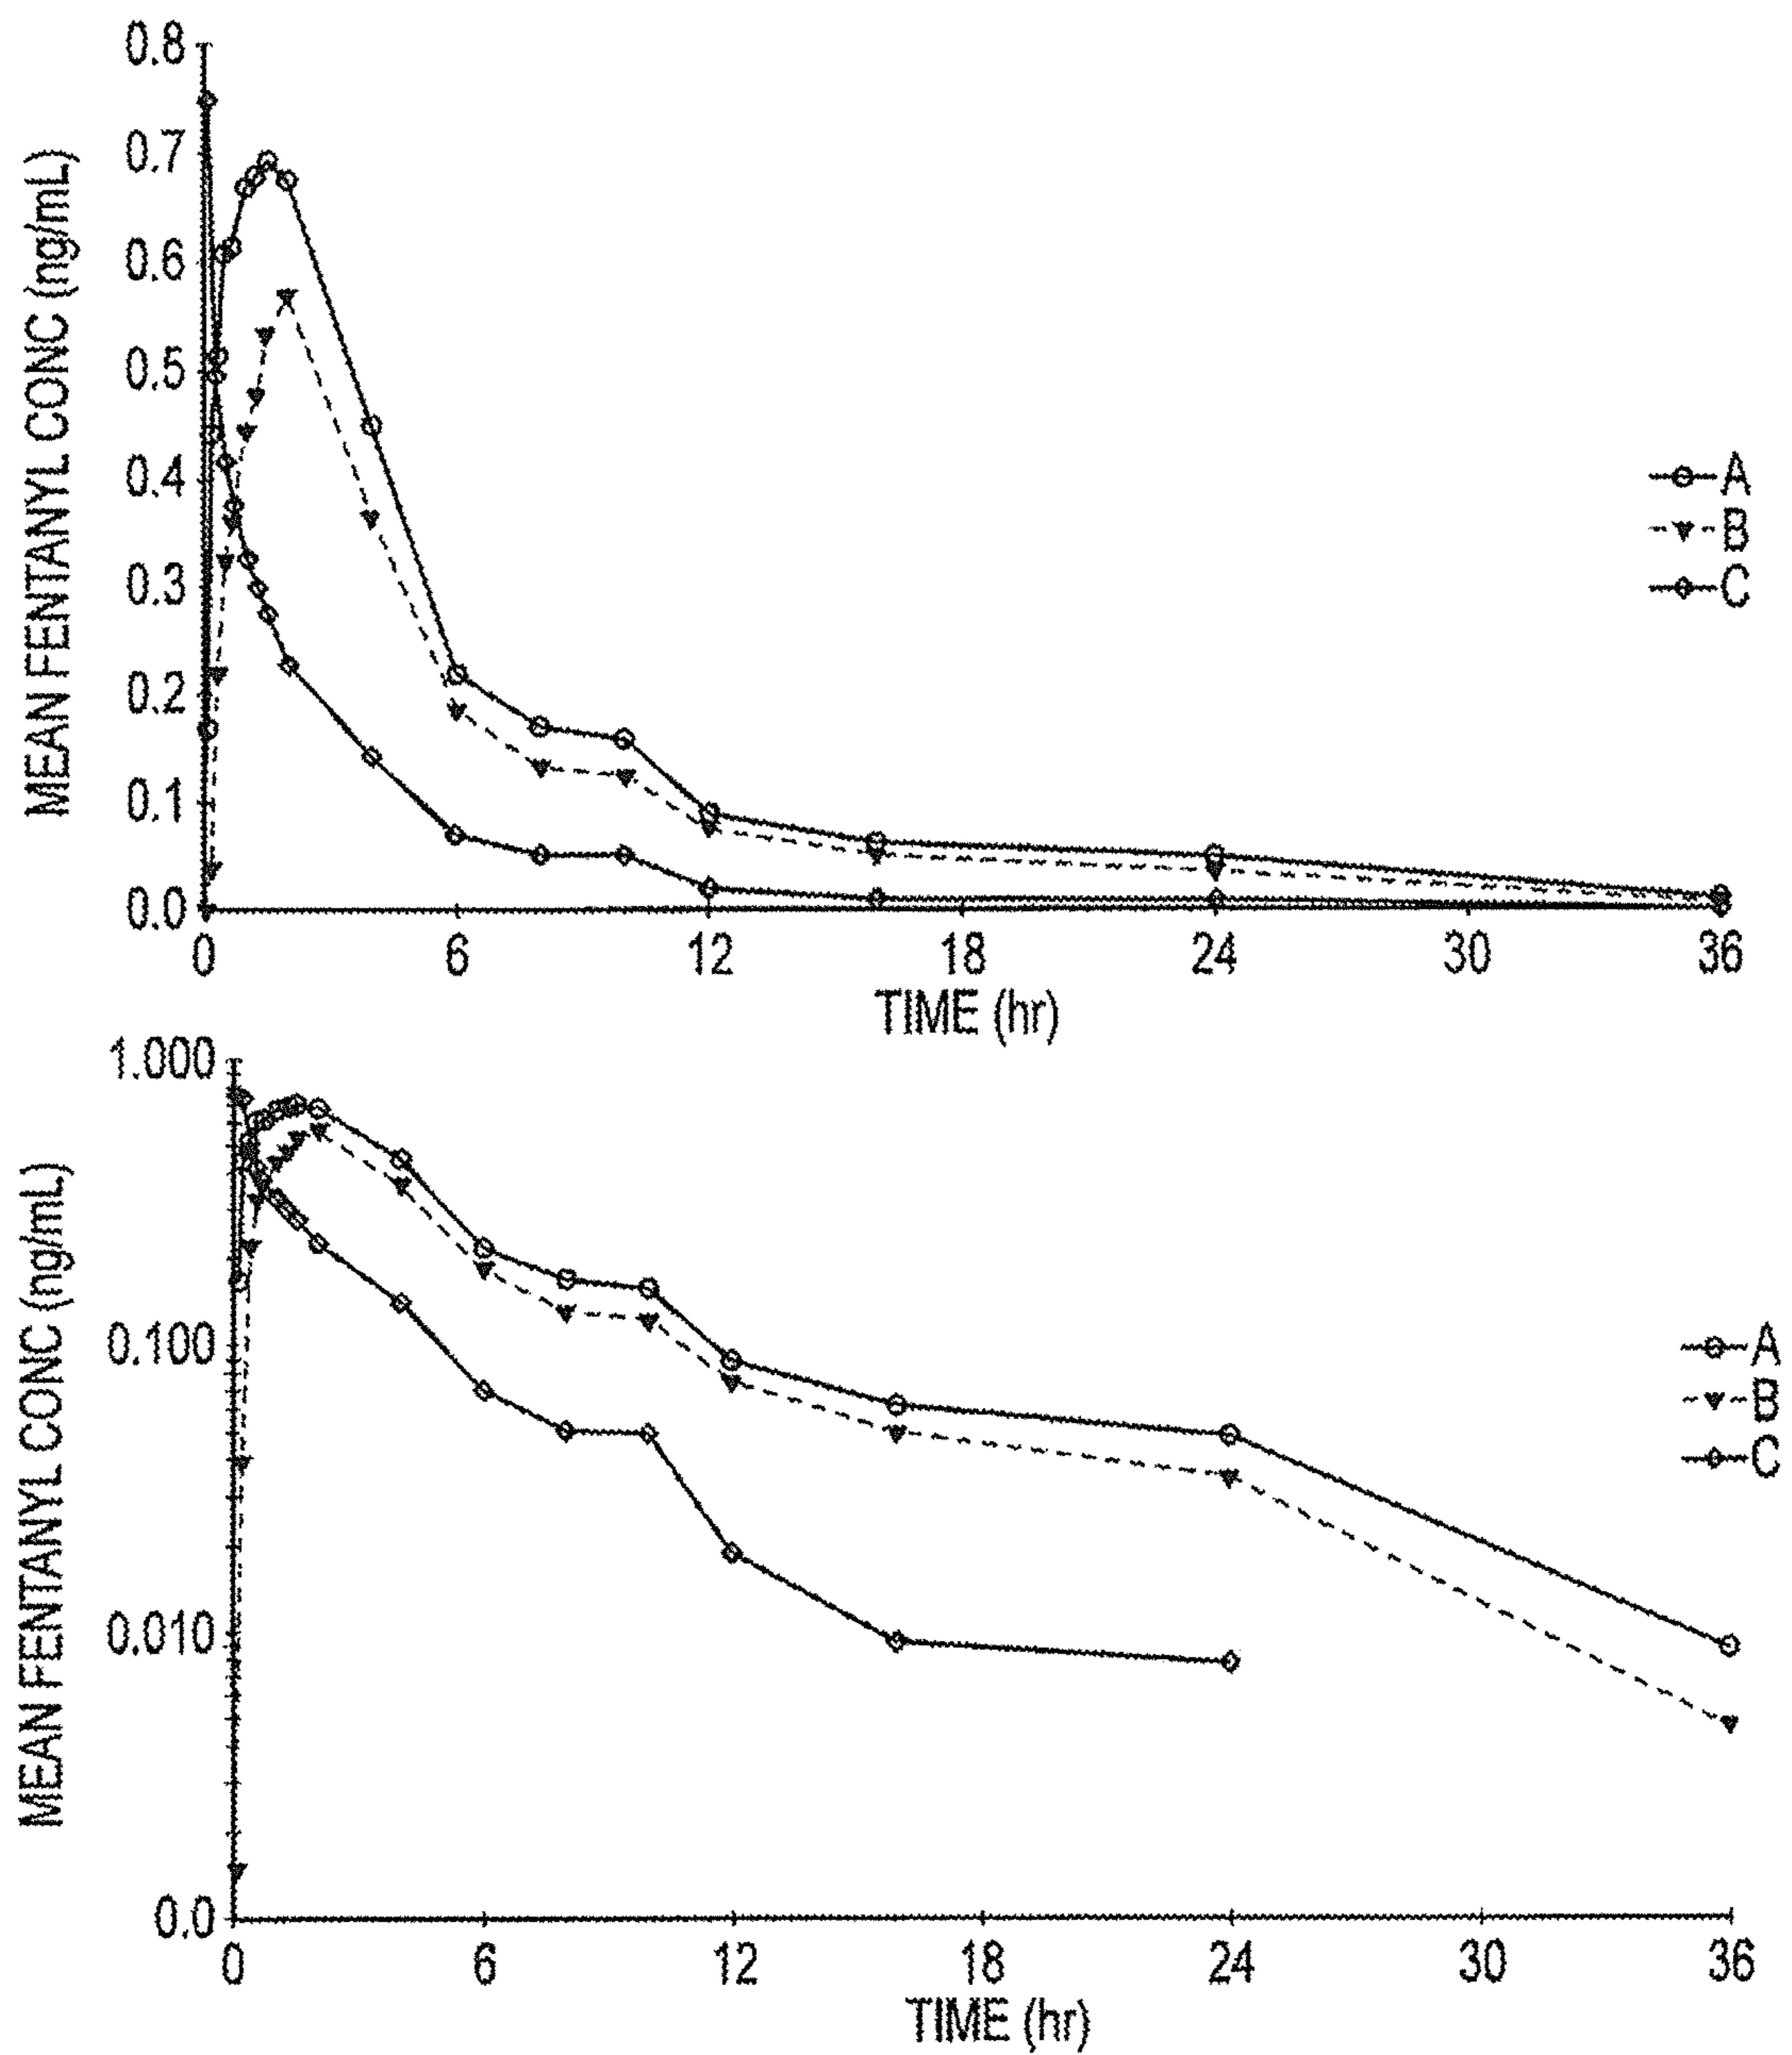 MEAN FENTANYL CONC (ng/mL)
0.8
0.7
0.6
0.5
0.4
0.3
0.2
0.1
0.0
0 6 12 18 24 30 36
TIME (hr)
A
B
C
MEAN FENTANYL CONC (ng/mL)
1.000
0.100
0.010
0.0
0 6 12 18 24 30 36
TIME (hr)
A
B
C